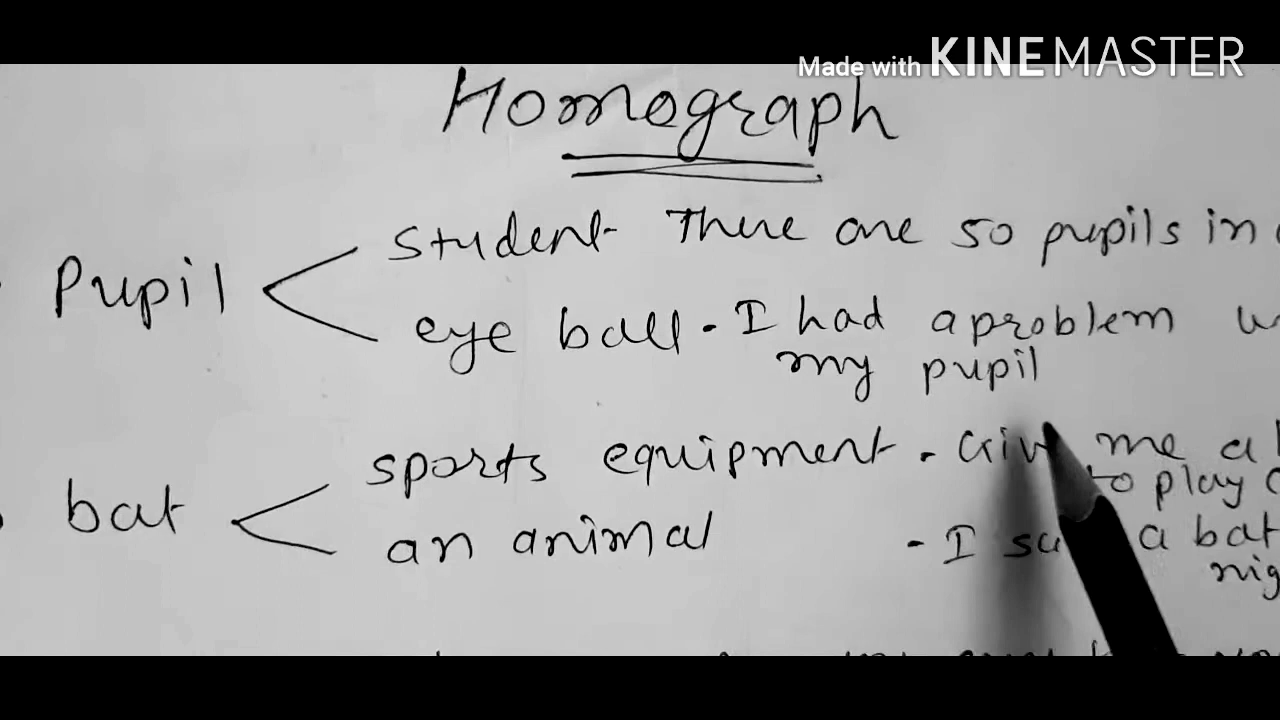 Made with KINEMASTER
Homograph
Pupil
student- There are 50 pupils in
eye ball - I had a problem
my pupil
bat
sports equipment - Give me a
to play
an animal - I saw a bat